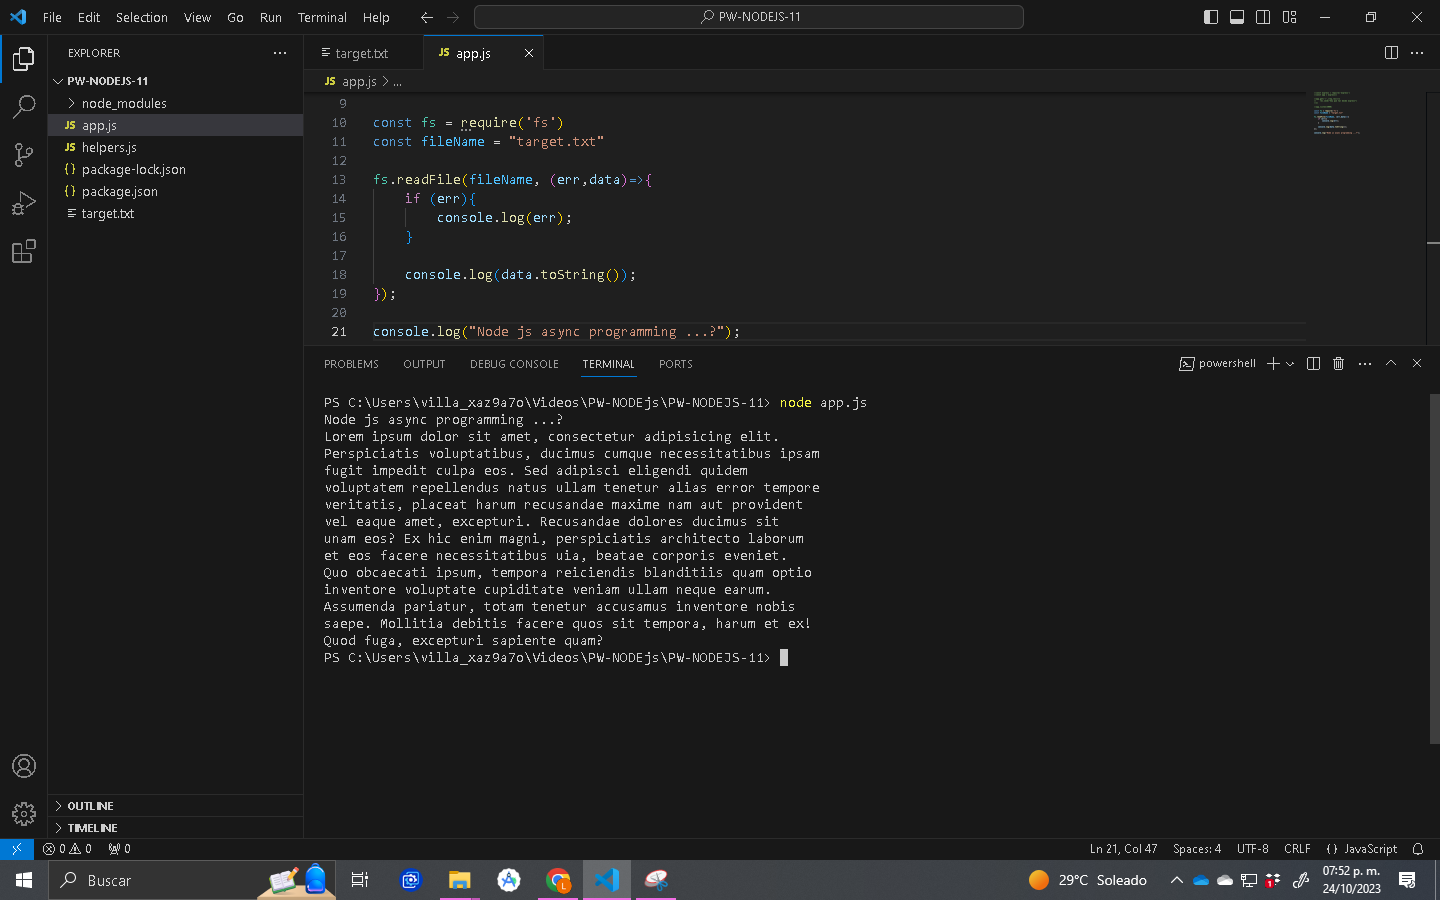 File Edit Selection View Go Run Terminal Help
PW-NODEJS-11
EXPLORER
PW-NODEJS-11
node_modules
JS app.js
JS helpers.js
{} package-lock.json
{} package.json
target.txt
OUTLINE
TIMELINE
target.txt
JS app.js
JS app.js > ...
9
10 const fs = require('fs')
11 const fileName = "target.txt"
12
13 fs.readFile(fileName, (err,data)=>{
14 if (err){
15 console.log(err);
16 }
17
18 console.log(data.toString());
19 });
20
21 console.log("Node js async programming ...?");
PROBLEMS OUTPUT DEBUG CONSOLE TERMINAL PORTS
powershell
PS C:\Users\villa_xaz9a7o\Videos\PW-NODEjs\PW-NODEJS-11> node app.js
Node js async programming ...?
Lorem ipsum dolor sit amet, consectetur adipisicing elit.
Perspiciatis voluptatibus, ducimus cumque necessitatibus ipsam
fugit impedit culpa eos. Sed adipisci eligendi quidem
voluptatem repellendus natus ullam tenetur alias error tempore
veritatis, placeat harum recusandae maxime nam aut provident
vel eaque amet, excepturi. Recusandae dolores ducimus sit
unam eos? Ex hic enim magni, perspiciatis architecto laborum
et eos facere necessitatibus uia, beatae corporis eveniet.
Quo obcaecati ipsum, tempora reiciendis blanditiis quam optio
inventore voluptate cupiditate veniam ullam neque earum.
Assumenda pariatur, totam tenetur accusamus inventore nobis
saepe. Mollitia debitis facere quos sit tempora, harum et ex!
Quod fuga, excepturi sapiente quam?
PS C:\Users\villa_xaz9a7o\Videos\PW-NODEjs\PW-NODEJS-11>
0 0 0
Ln 21, Col 47 Spaces: 4 UTF-8 CRLF {} JavaScript
Buscar
L
29°C Soleado
1
07:52 p. m.
24/10/2023